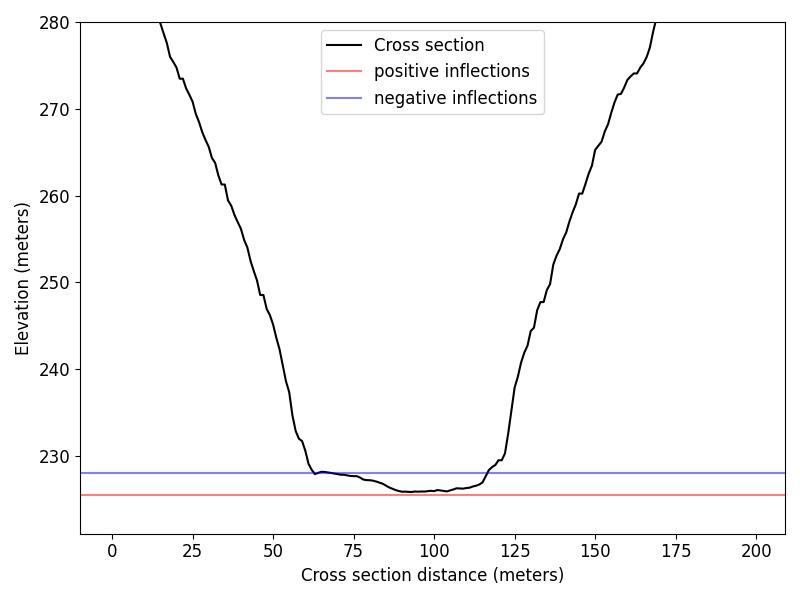 280
270
260
250
240
230
Elevation (meters)
Cross section
positive inflections
negative inflections
0 25 50 75 100 125 150 175 200
Cross section distance (meters)